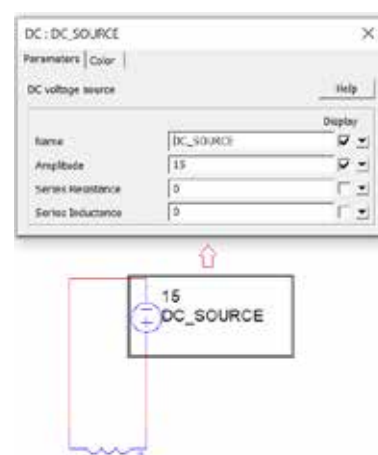 DC : DC_SOURCE
Parameters Color
DC voltage source Help
Display
Name DC_SOURCE
Amplitude 15
Series Resistance 0
Series Inductance 0
15
DC_SOURCE